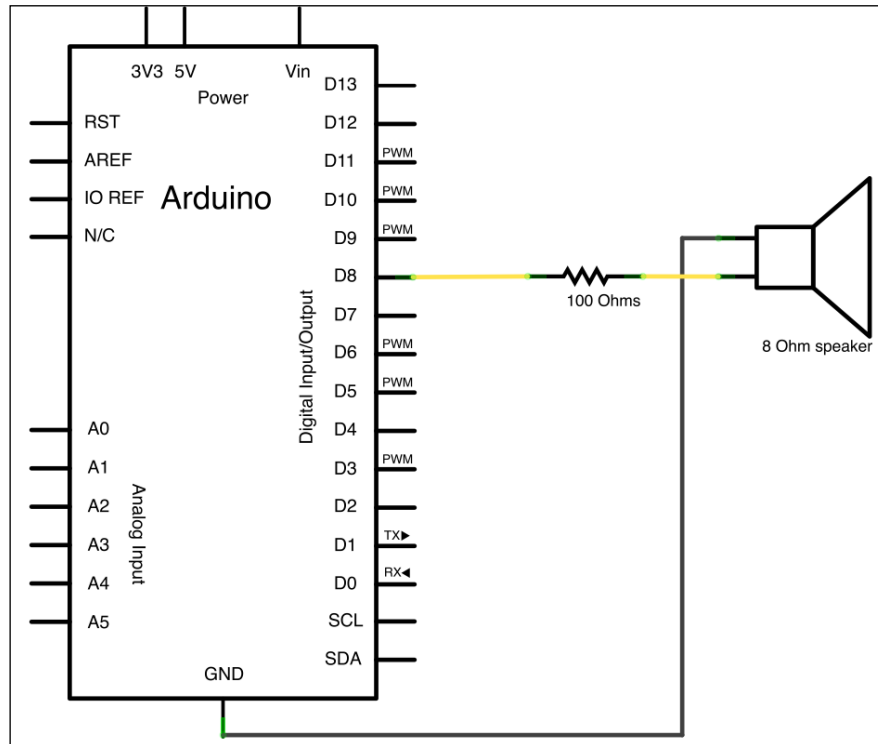 3V3 5V Vin
Power
RST
AREF
IO REF
N/C
Arduino
A0
A1
A2
A3
A4
A5
Analog Input
GND
Digital Input/Output
D13
D12
D11 PWM
D10 PWM
D9 PWM
D8
D7
D6 PWM
D5 PWM
D4
D3 PWM
D2
D1 TX▶
D0 RX◀
SCL
SDA
100 Ohms
8 Ohm speaker